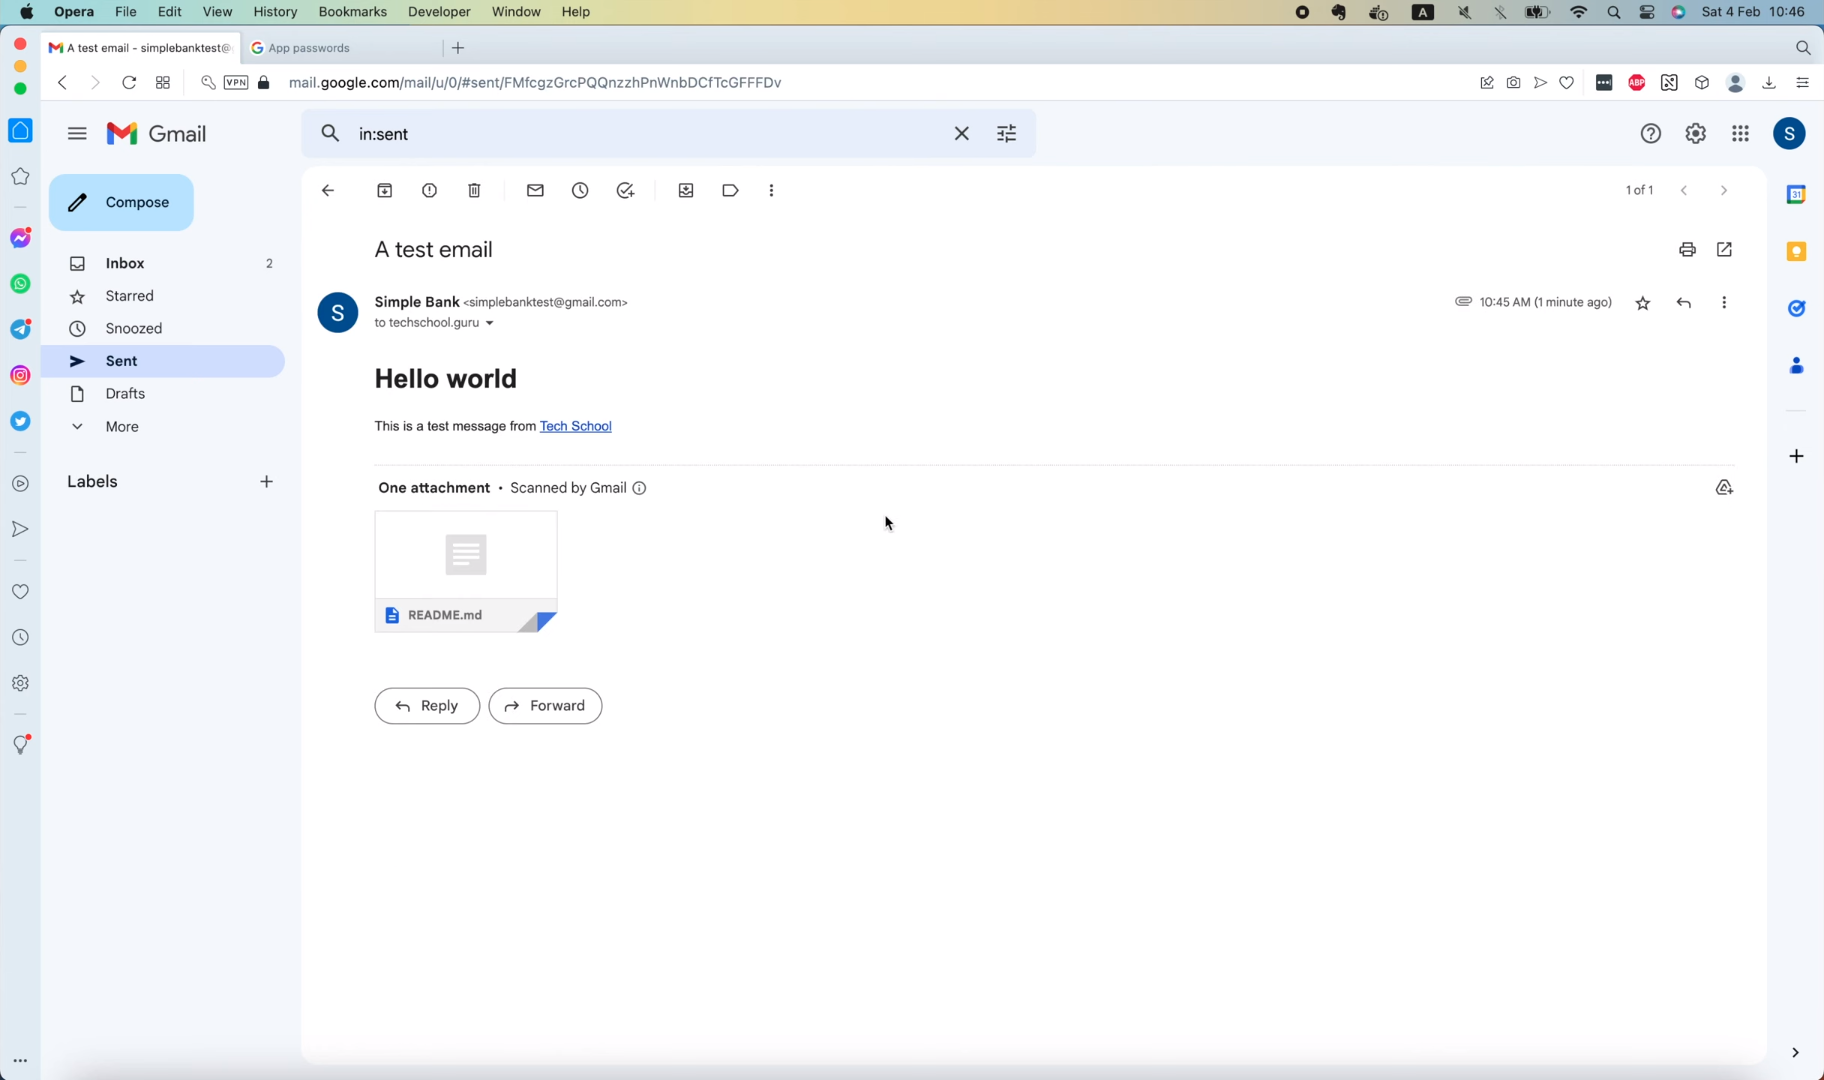 Opera File Edit View History Bookmarks Developer Window Help A Sat 4 Feb 10:46
A test email - simplebanktest@ App passwords
VPN mail.google.com/mail/u/0/#sent/FMfcgzGrcPQQnzzhPnWnbDCfTcGFFFDv ABP
Gmail in:sent S
Compose
1 of 1
31
A test email
Inbox 2
Starred
Snoozed
Sent
Drafts
More
Labels
S Simple Bank <simplebanktest@gmail.com> 10:45 AM (1 minute ago)
to techschool.guru
Hello world
This is a test message from Tech School
One attachment • Scanned by Gmail
README.md
Reply Forward